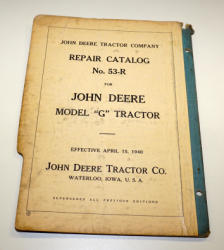 JOHN DEERE TRACTOR COMPANY
REPAIR CATALOG
No. 53-R
FOR
JOHN DEERE
MODEL "G" TRACTOR
EFFECTIVE APRIL 15, 1940
JOHN DEERE TRACTOR CO.
WATERLOO, IOWA, U. S. A.
SUPERSEDES ALL PREVIOUS EDITIONS